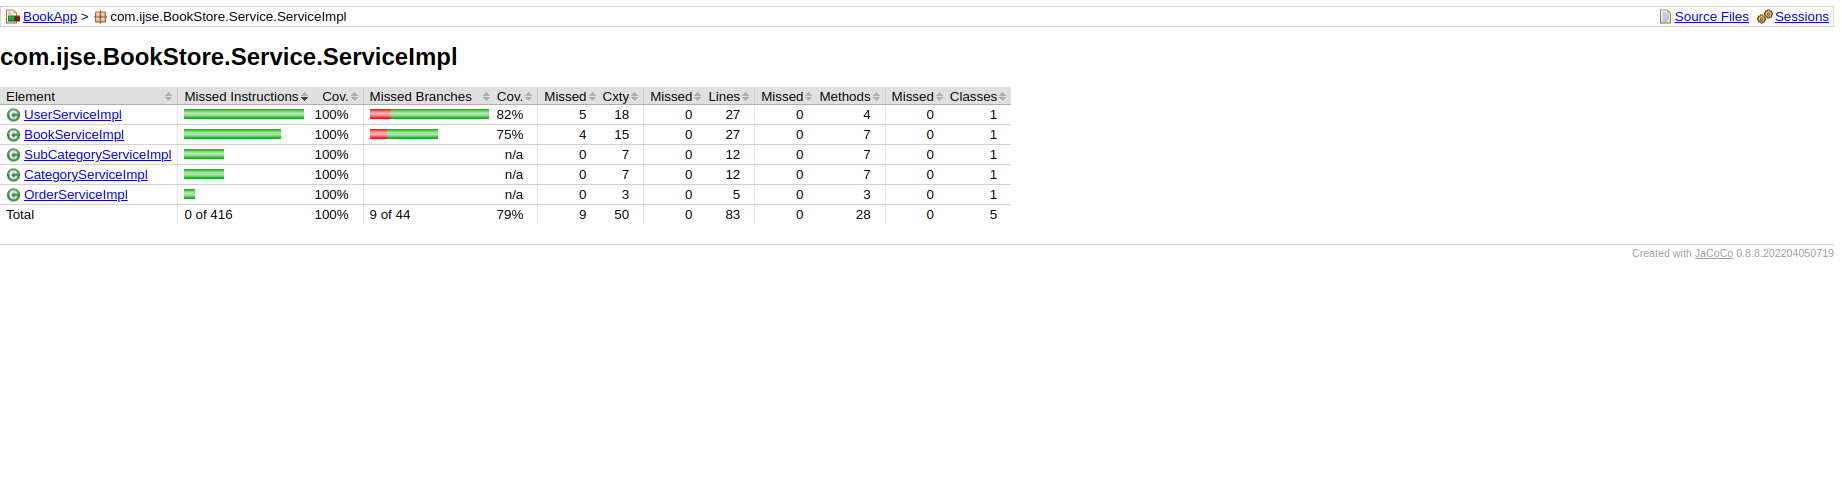 BookApp > com.ijse.BookStore.Service.ServiceImpl Source Files Sessions
com.ijse.BookStore.Service.ServiceImpl
Element Missed Instructions Cov. Missed Branches Cov. Missed Cxty Missed Lines Missed Methods Missed Classes
UserServiceImpl 100% 82% 5 18 0 27 0 4 0 1
BookServiceImpl 100% 75% 4 15 0 27 0 7 0 1
SubCategoryServiceImpl 100% n/a 0 7 0 12 0 7 0 1
CategoryServiceImpl 100% n/a 0 7 0 12 0 7 0 1
OrderServiceImpl 100% n/a 0 3 0 5 0 3 0 1
Total 0 of 416 100% 9 of 44 79% 9 50 0 83 0 28 0 5
Created with JaCoCo 0.8.8.202204050719